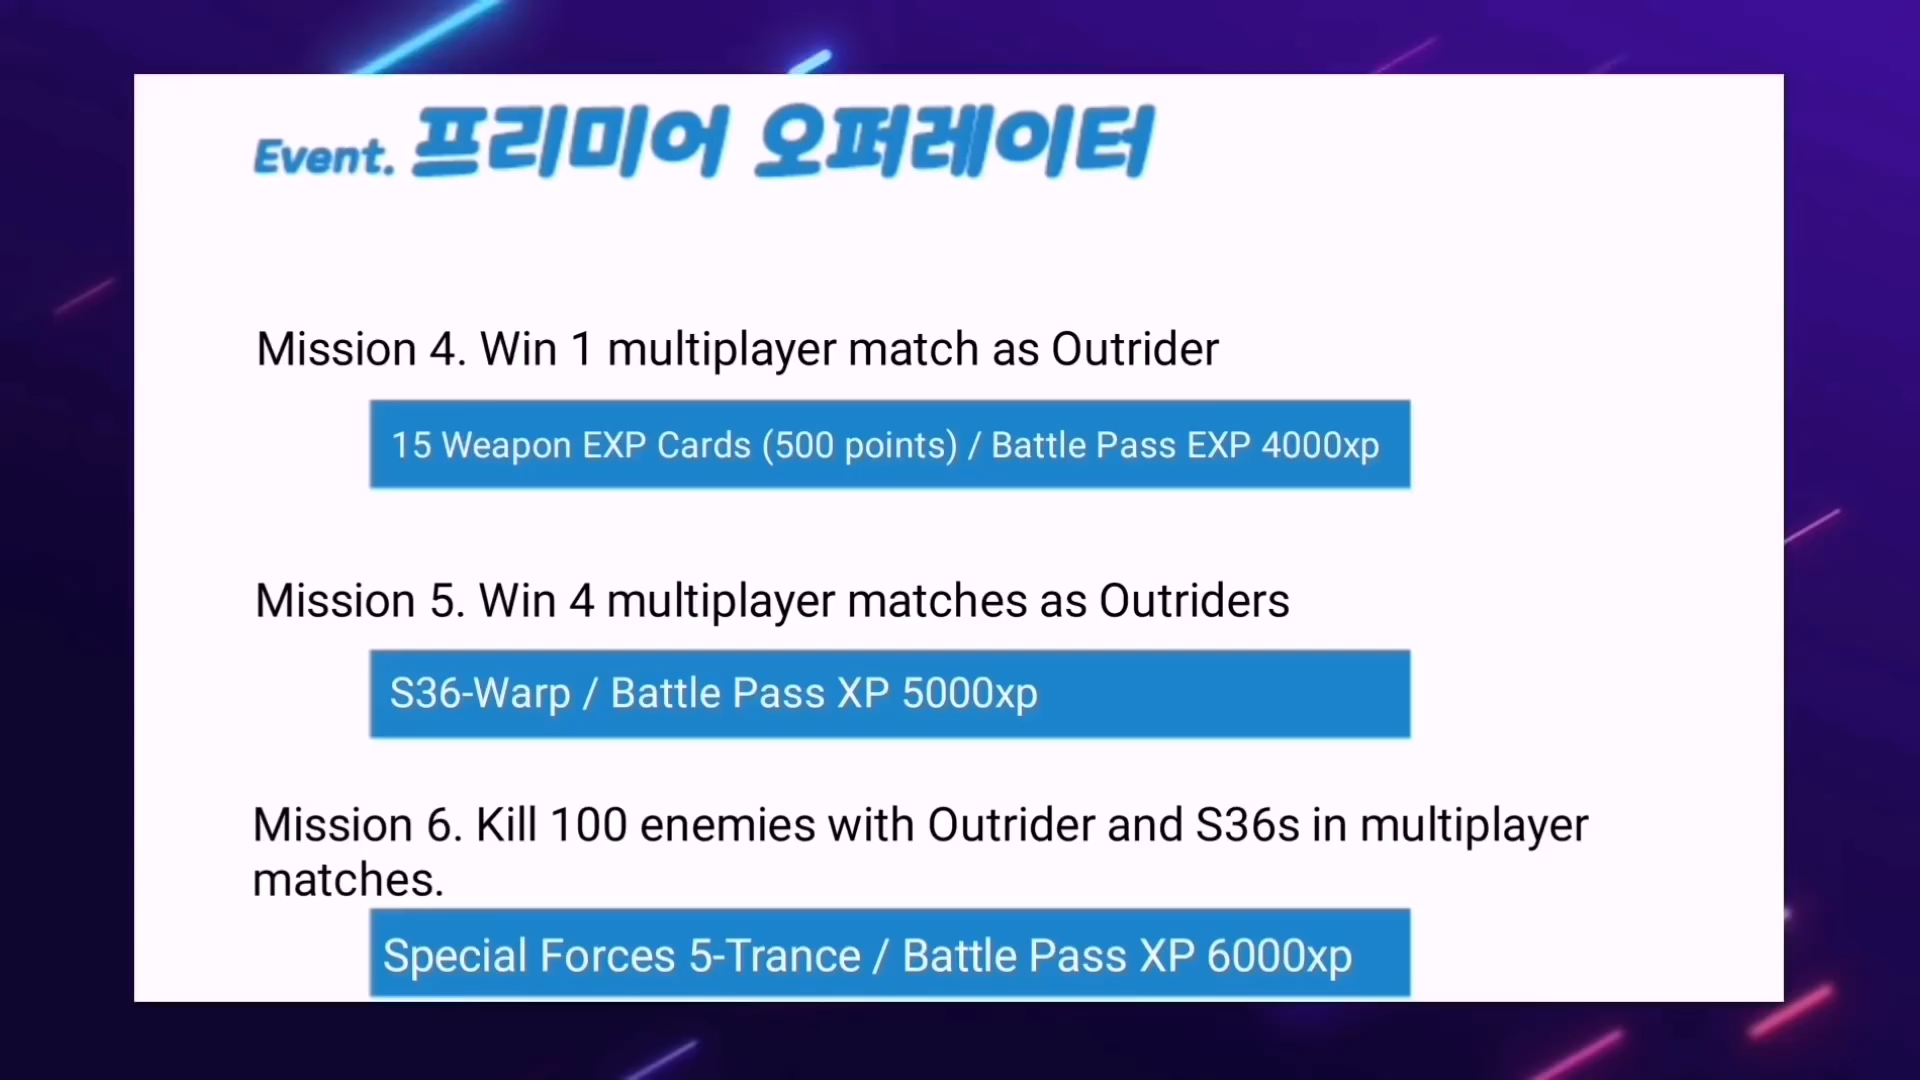 Event. 프리미어 오퍼레이터
Mission 4. Win 1 multiplayer match as Outrider
15 Weapon EXP Cards (500 points) / Battle Pass EXP 4000xp
Mission 5. Win 4 multiplayer matches as Outriders
S36-Warp / Battle Pass XP 5000xp
Mission 6. Kill 100 enemies with Outrider and S36s in multiplayer
matches.
Special Forces 5-Trance / Battle Pass XP 6000xp